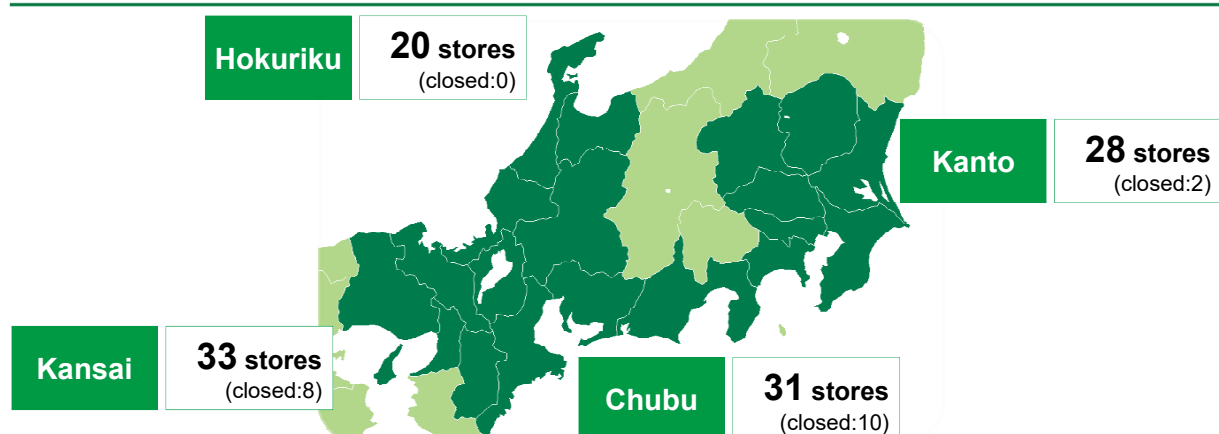 Hokuriku
20 stores
(closed:0)
Kanto
28 stores
(closed:2)
Kansai
33 stores
(closed:8)
Chubu
31 stores
(closed:10)